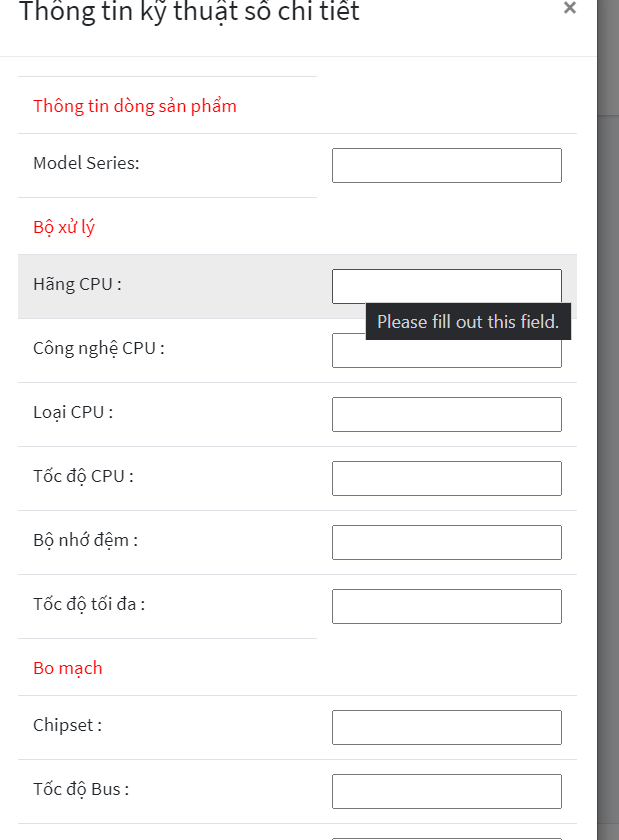 Thông tin kỹ thuật số chi tiết ×
Thông tin dòng sản phẩm
Model Series:
Bộ xử lý
Hãng CPU :
Please fill out this field.
Công nghệ CPU :
Loại CPU :
Tốc độ CPU :
Bộ nhớ đệm :
Tốc độ tối đa :
Bo mạch
Chipset :
Tốc độ Bus :